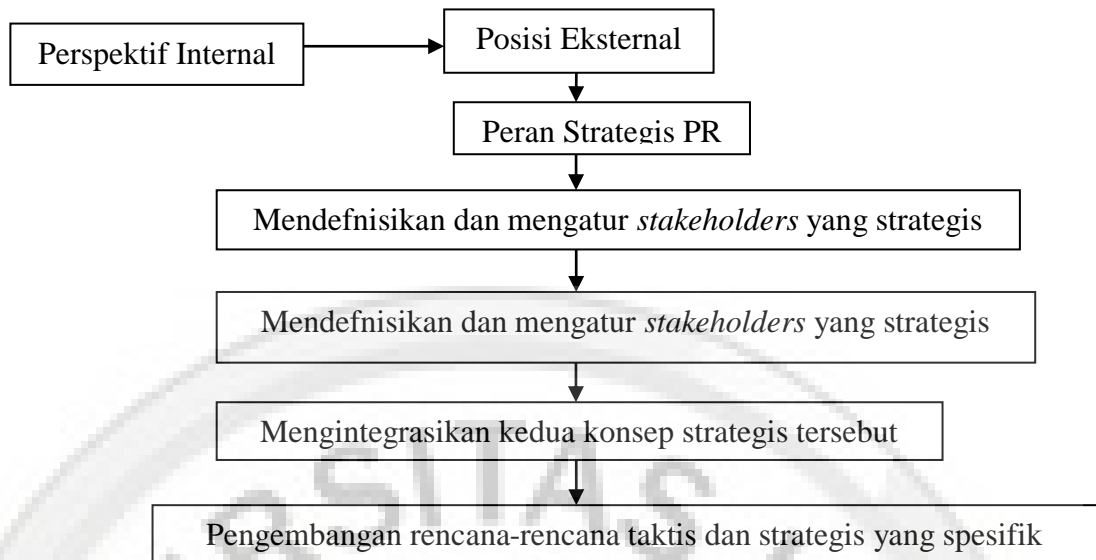 Perspektif Internal
Posisi Eksternal
Peran Strategis PR
Mendefnisikan dan mengatur stakeholders yang strategis
Mendefnisikan dan mengatur stakeholders yang strategis
Mengintegrasikan kedua konsep strategis tersebut
SITAS
Pengembangan rencana-rencana taktis dan strategis yang spesifik